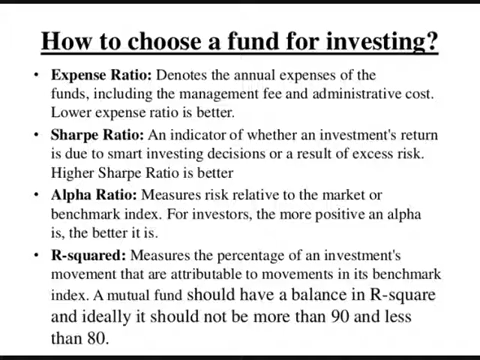 How to choose a fund for investing?
• Expense Ratio: Denotes the annual expenses of the
funds, including the management fee and administrative cost.
Lower expense ratio is better.
• Sharpe Ratio: An indicator of whether an investment's return
is due to smart investing decisions or a result of excess risk.
Higher Sharpe Ratio is better
• Alpha Ratio: Measures risk relative to the market or
benchmark index. For investors, the more positive an alpha
is, the better it is.
• R-squared: Measures the percentage of an investment's
movement that are attributable to movements in its benchmark
index. A mutual fund should have a balance in R-square
and ideally it should not be more than 90 and less
than 80.